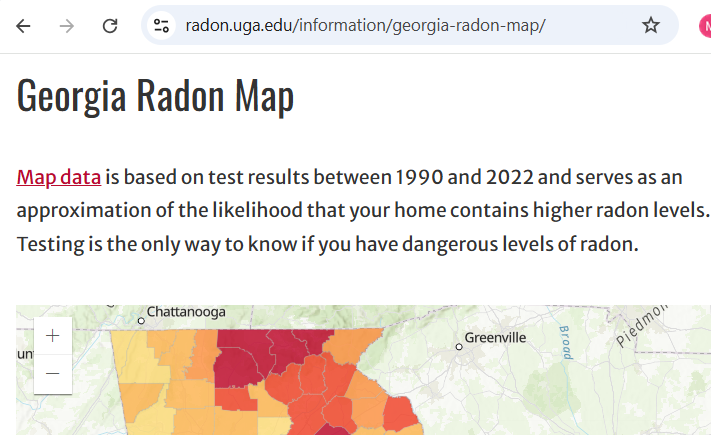 radon.uga.edu/information/georgia-radon-map/
Georgia Radon Map
Map data is based on test results between 1990 and 2022 and serves as an
approximation of the likelihood that your home contains higher radon levels.
Testing is the only way to know if you have dangerous levels of radon.
+
−
Chattanooga
Greenville
Broad